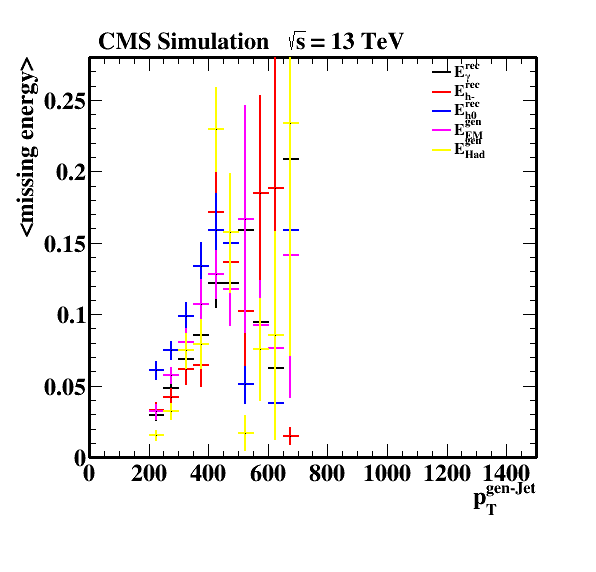 CMS Simulation √s = 13 TeV
<missing energy>
E_γ^rec
E_h-^rec
E_h0^rec
E_EM^gen
E_Had^gen
0.25
0.2
0.15
0.1
0.05
0
0 200 400 600 800 1000 1200 1400
p_T^gen-Jet